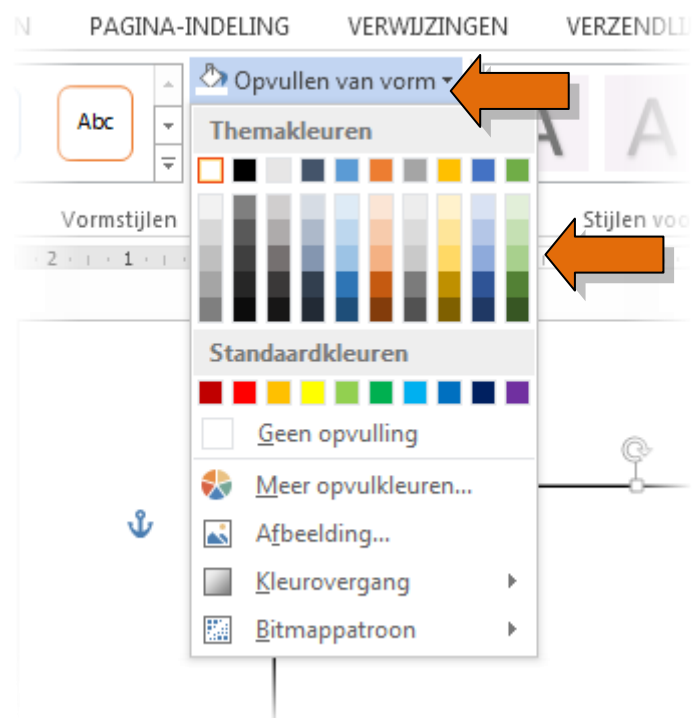 N PAGINA-INDELING VERWIJZINGEN VERZENDLI
Opvullen van vorm
Abc A A
Themakleuren
Vormstijlen Stijlen voo
2 1
Standaardkleuren
Geen opvulling
Meer opvulkleuren...
Afbeelding...
Kleurovergang
Bitmappatroon